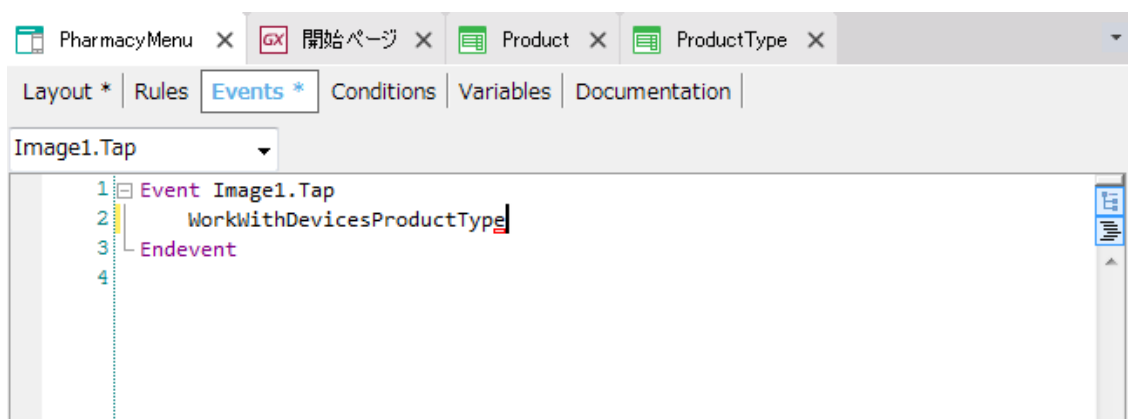 PharmacyMenu GX 開始ページ Product ProductType
Layout * Rules Events * Conditions Variables Documentation
Image1.Tap
1 Event Image1.Tap
2 WorkWithDevicesProductType
3 Endevent
4